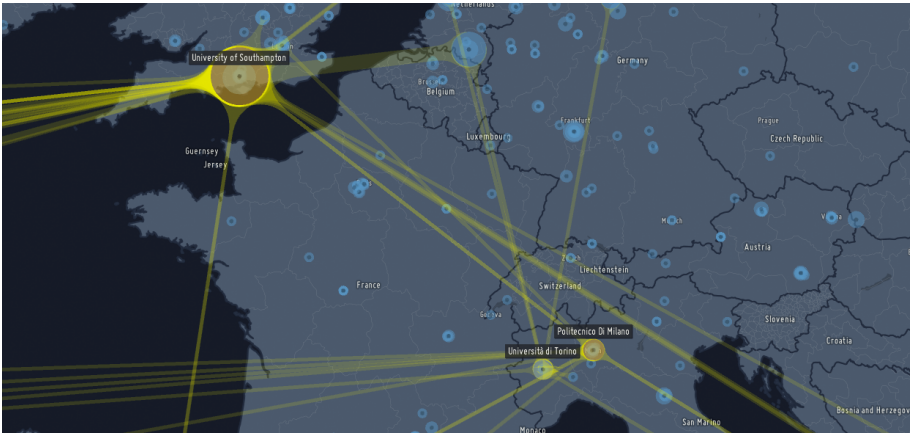 Netherlands
University of Southampton
Germany
Belgium
Frankfurt
Prague
Luxembourg
Czech Republic
Guernsey
Jersey
Austria
Liechtenstein
Switzerland
France
Geneva
Slovenia
Politecnico Di Milano
Croatia
Università di Torino
Bosnia and Herzegov
San Marino
Monaco